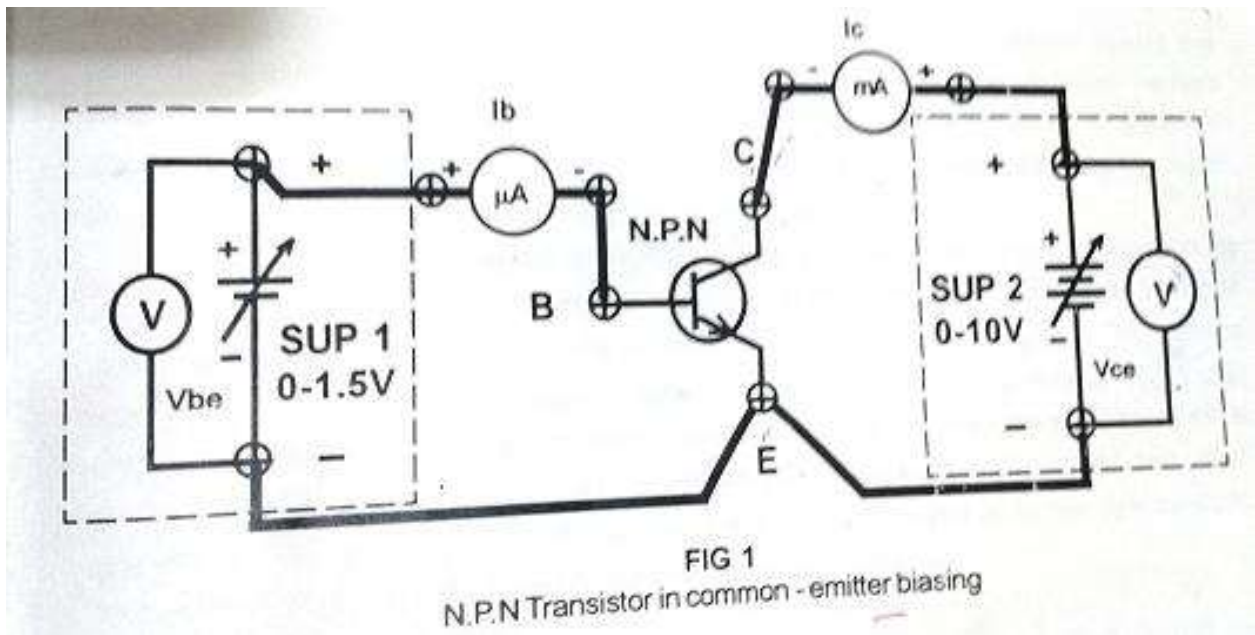 Ic
- mA +
Ib
+ + μA -
C
+
N.P.N
B
+
V
SUP 1
0-1.5V
-
Vbe
-
E
+
SUP 2
0-10V
-
V
Vce
-
FIG 1
N.P.N Transistor in common - emitter biasing